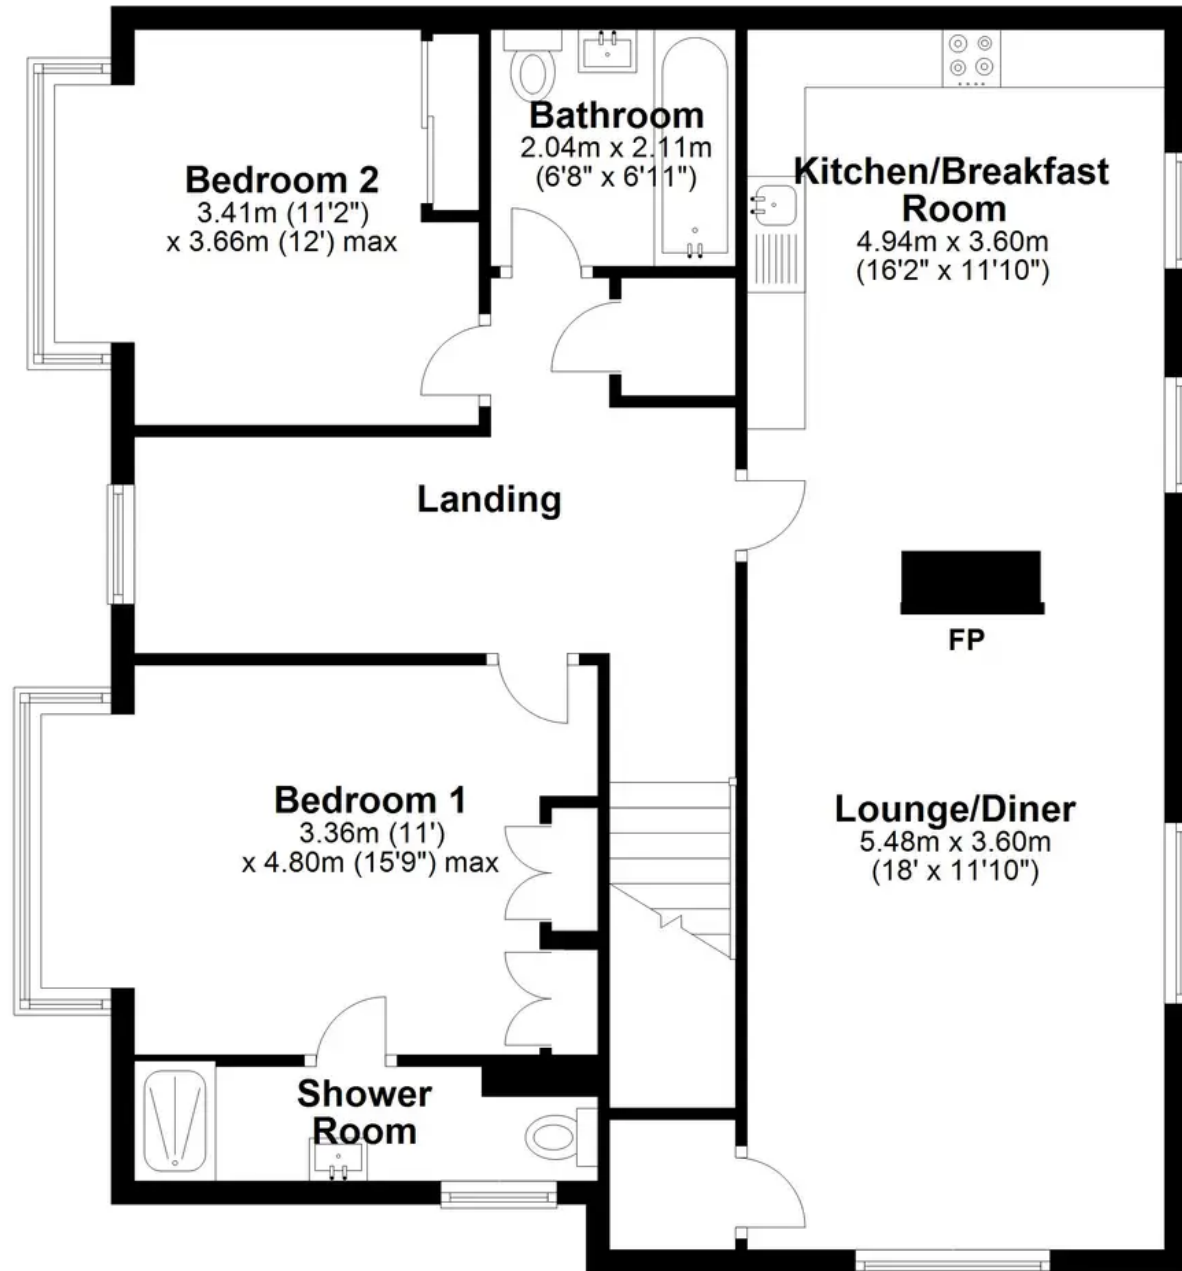 Bedroom 2
3.41m (11'2")
x 3.66m (12') max
Bathroom
2.04m x 2.11m
(6'8" x 6'11")
Kitchen/Breakfast
Room
4.94m x 3.60m
(16'2" x 11'10")
Landing
FP
Bedroom 1
3.36m (11')
x 4.80m (15'9") max
Lounge/Diner
5.48m x 3.60m
(18' x 11'10")
Shower
Room